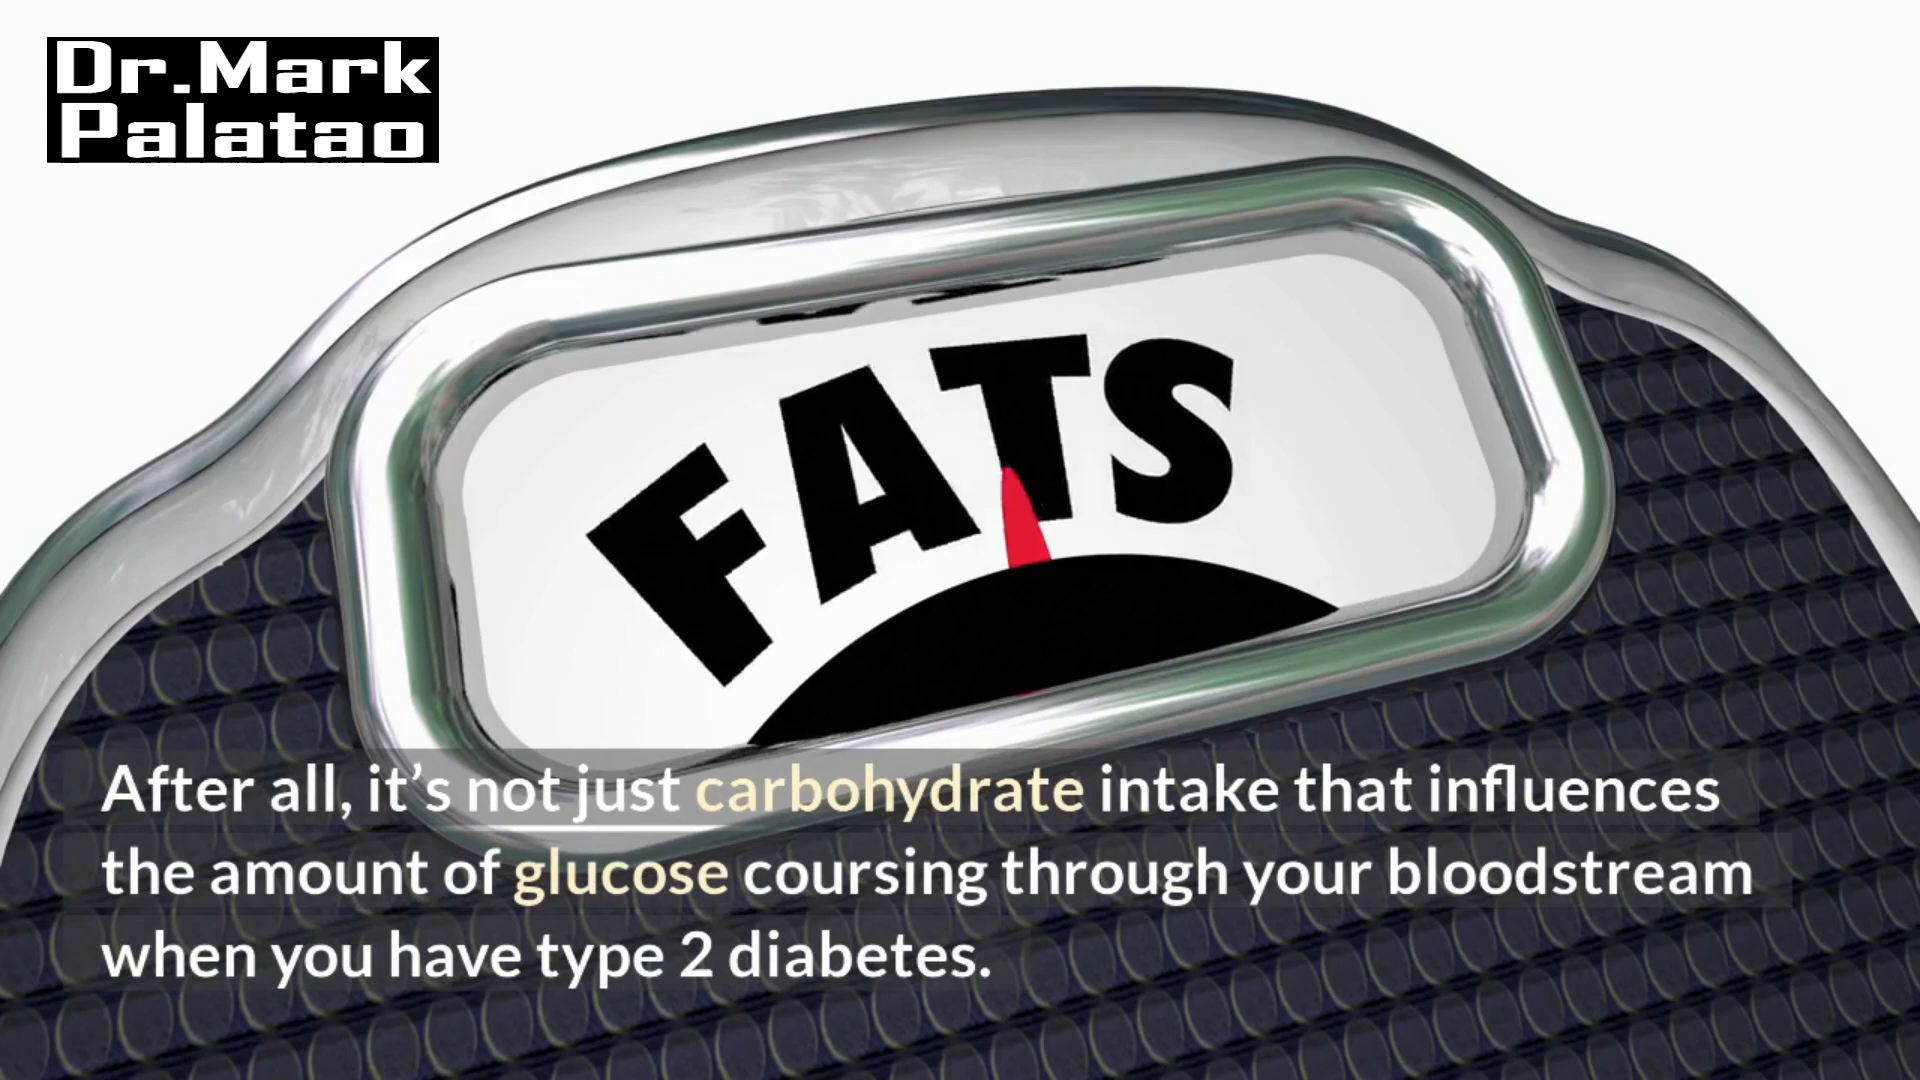 Dr.Mark
Palatao
FATS
After all, it’s not just carbohydrate intake that influences
the amount of glucose coursing through your bloodstream
when you have type 2 diabetes.